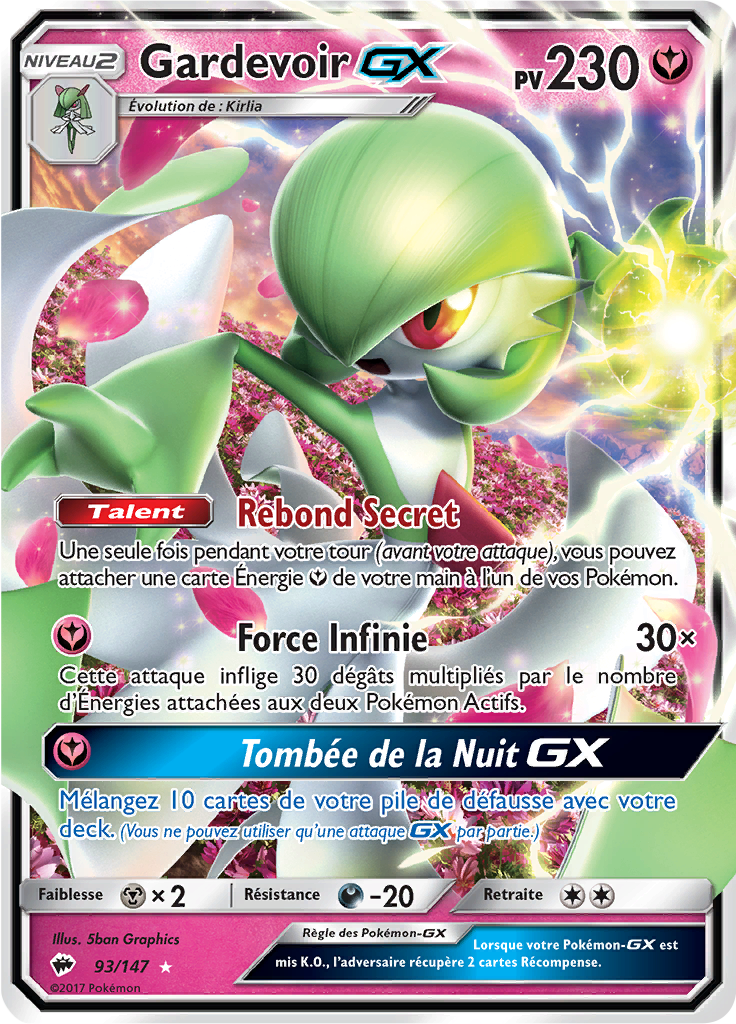 NIVEAU2
Gardevoir GX
PV 230
Évolution de : Kirlia
Talent Rebond Secret
Une seule fois pendant votre tour (avant votre attaque), vous pouvez
attacher une carte Énergie de votre main à l'un de vos Pokémon.
Force Infinie 30×
Cette attaque inflige 30 dégâts multipliés par le nombre
d'Énergies attachées aux deux Pokémon Actifs.
Tombée de la Nuit GX
Mélangez 10 cartes de votre pile de défausse avec votre
deck. (Vous ne pouvez utiliser qu'une attaque GX par partie.)
Faiblesse ×2 Résistance -20 Retraite
Illus. 5ban Graphics
93/147
©2017 Pokémon
Règle des Pokémon-GX
Lorsque votre Pokémon-GX est
mis K.O., l'adversaire récupère 2 cartes Récompense.